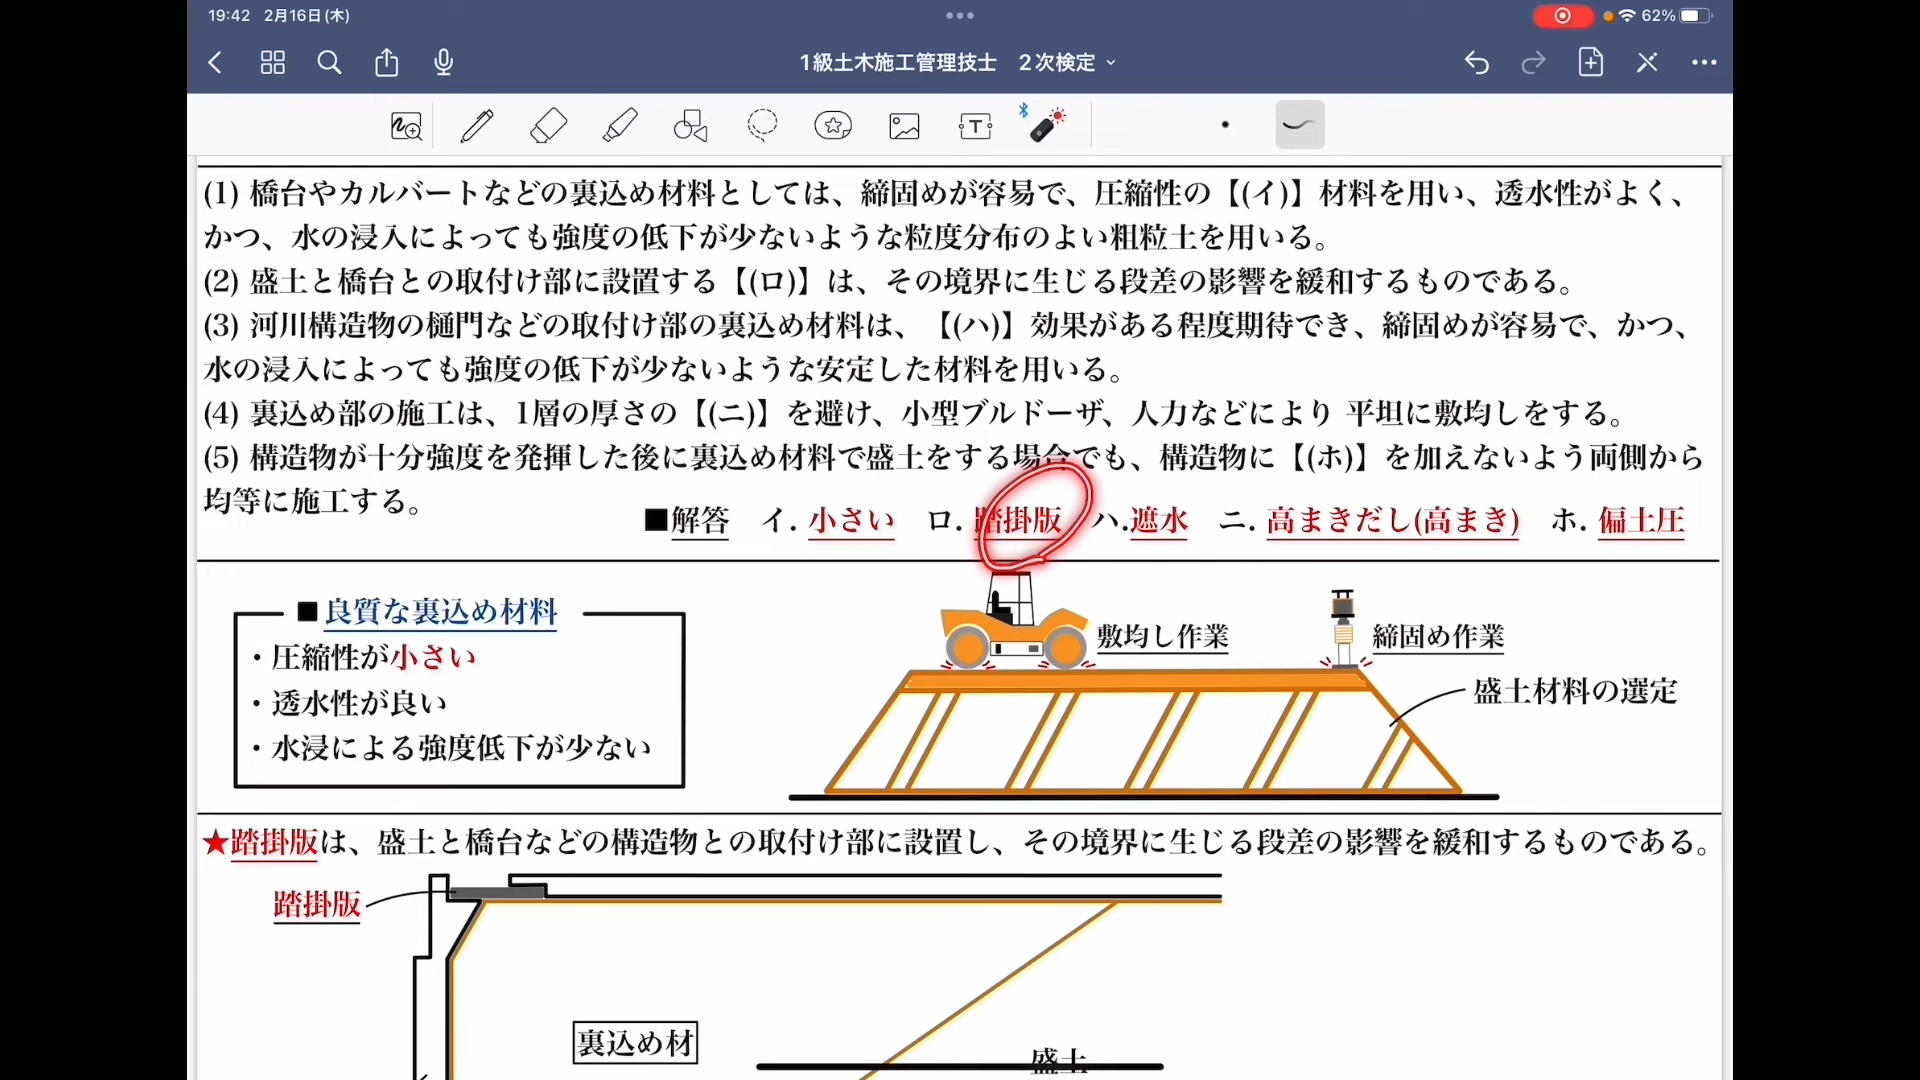 19:42 2月16日(木)
62%
1級土木施工管理技士 2次検定
(1) 橋台やカルバートなどの裏込め材料としては、締固めが容易で、圧縮性の【(イ)】材料を用い、透水性がよく、
かつ、水の浸入によっても強度の低下が少ないような粒度分布のよい粗粒土を用いる。
(2) 盛土と橋台との取付け部に設置する【(ロ)】は、その境界に生じる段差の影響を緩和するものである。
(3) 河川構造物の樋門などの取付け部の裏込め材料は、【(ハ)】効果がある程度期待でき、締固めが容易で、かつ、
水の浸入によっても強度の低下が少ないような安定した材料を用いる。
(4) 裏込め部の施工は、1層の厚さの【(ニ)】を避け、小型ブルドーザ、人力などにより 平坦に敷均しをする。
(5) 構造物が十分強度を発揮した後に裏込め材料で盛土をする場合でも、構造物に【(ホ)】を加えないよう両側から
均等に施工する。
■解答 イ. 小さい ロ. 踏掛版 ハ.遮水 ニ. 高まきだし(高まき) ホ. 偏土圧
■ 良質な裏込め材料
・圧縮性が小さい
・透水性が良い
・水浸による強度低下が少ない
敷均し作業
締固め作業
盛土材料の選定
★踏掛版は、盛土と橋台などの構造物との取付け部に設置し、その境界に生じる段差の影響を緩和するものである。
踏掛版
裏込め材
盛土